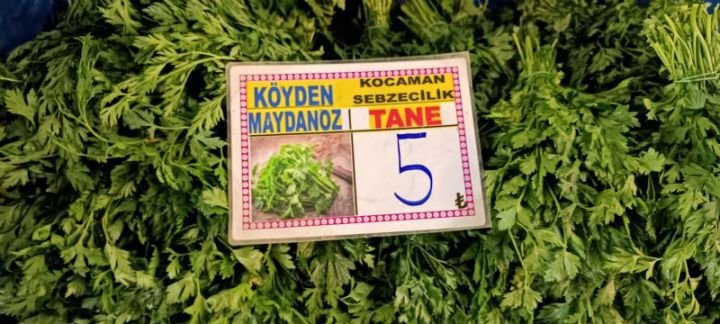 KÖYDEN
KOCAMAN
SEBZECİLİK
MAYDANOZ
TANE
5
₺